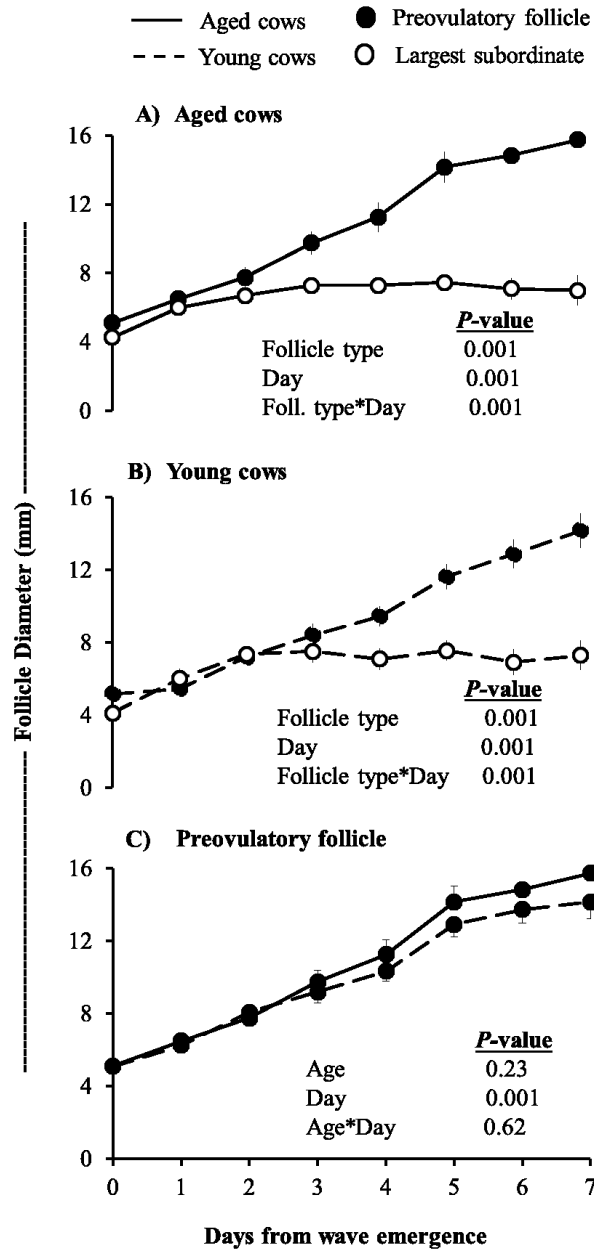 Aged cows
Preovulatory follicle
Young cows
Largest subordinate
A) Aged cows
16
12
8
4
0
P-value
Follicle type 0.001
Day 0.001
Foll. type*Day 0.001
B) Young cows
16
12
8
4
0
P-value
Follicle type 0.001
Day 0.001
Follicle type*Day 0.001
Follicle Diameter (mm)
C) Preovulatory follicle
16
12
8
4
0
P-value
Age 0.23
Day 0.001
Age*Day 0.62
0 1 2 3 4 5 6 7
Days from wave emergence